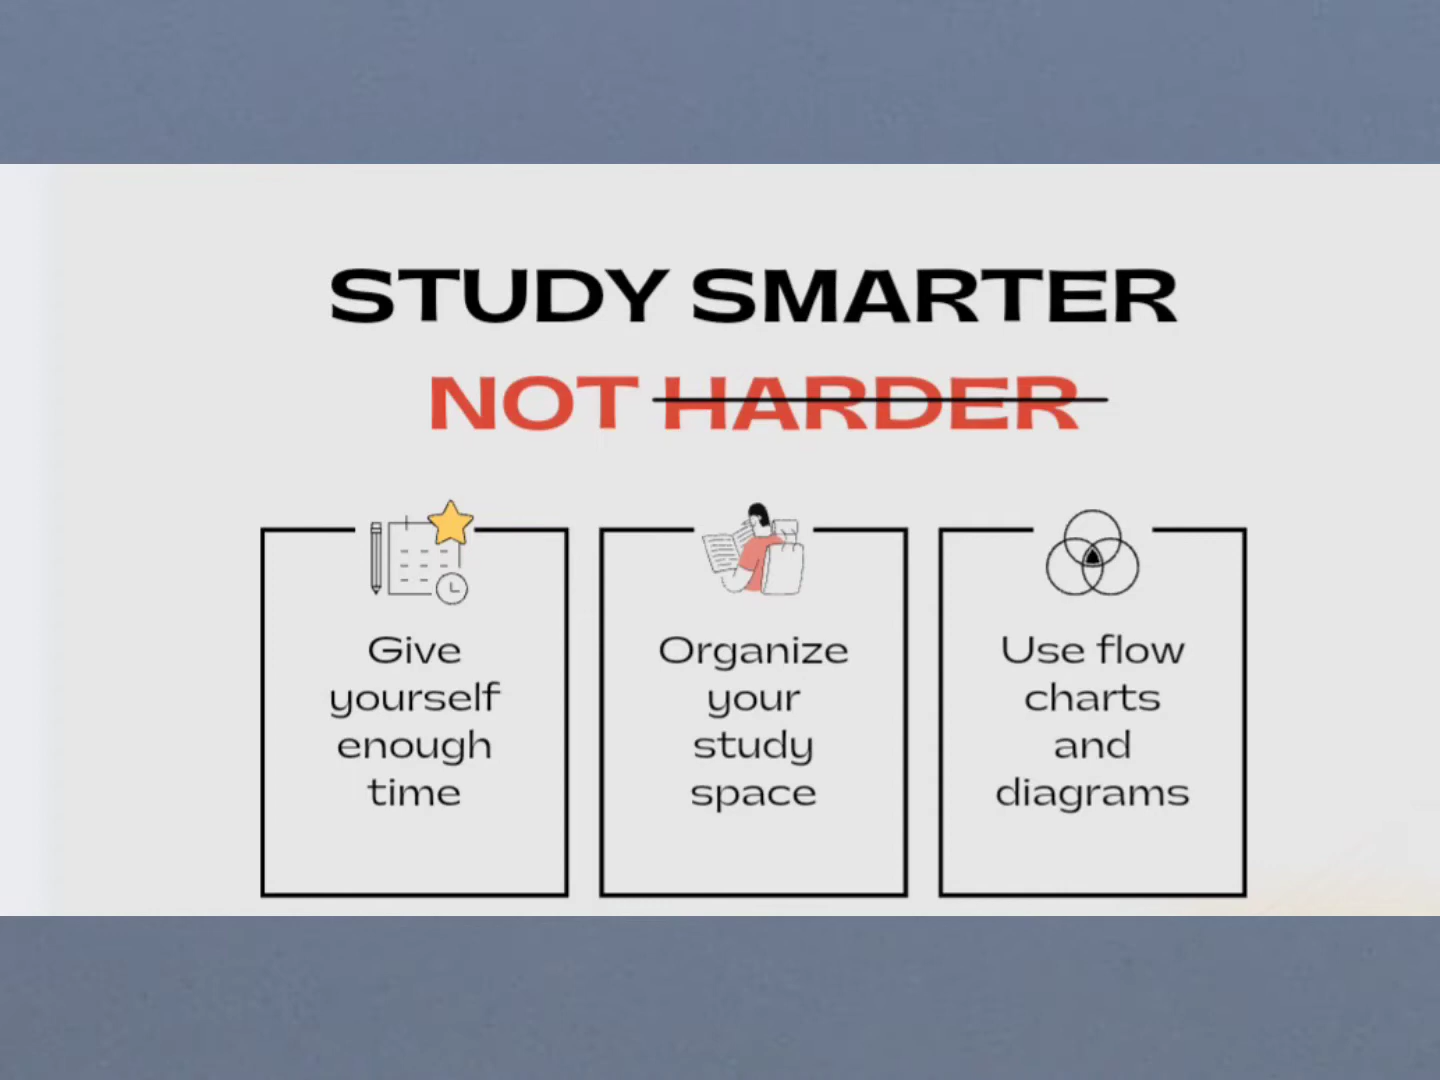 STUDY SMARTER
NOT HARDER
Give
yourself
enough
time
Organize
your
study
space
Use flow
charts
and
diagrams